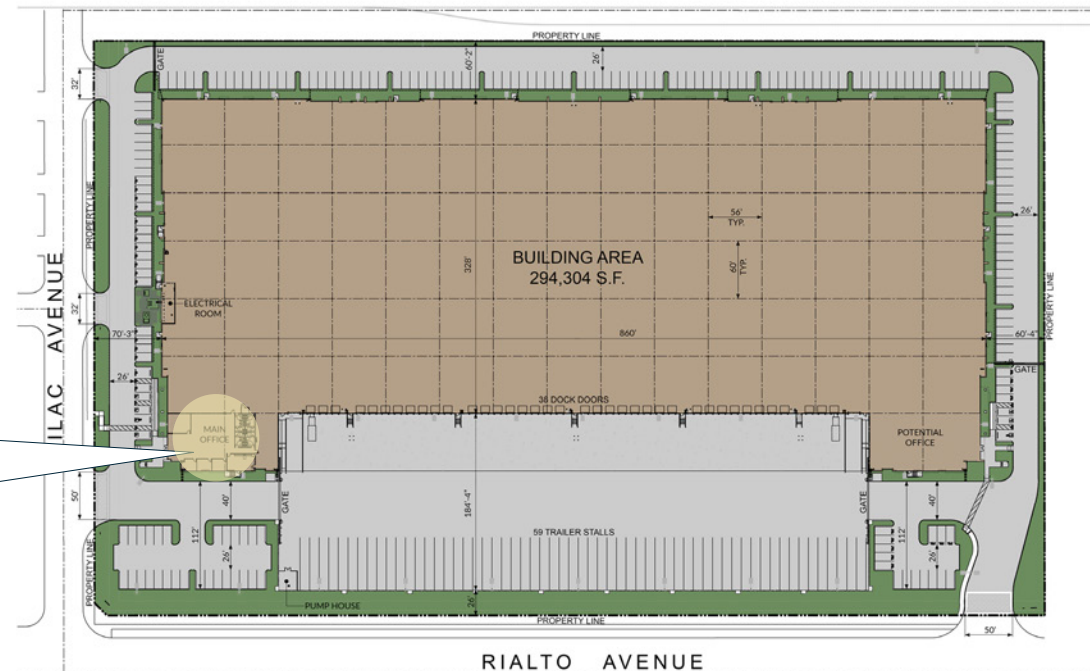 PROPERTY LINE
GATE
60'-2"
26'
32'
PROPERTY LINE
56'
TYP.
26'
BUILDING AREA
294,304 S.F.
328'
60'
TYP.
ELECTRICAL
ROOM
32'
PROPERTY LINE
70'-3"
860'
60'-4"
GATE
26'
38 DOCK DOORS
MAIN
OFFICE
POTENTIAL
OFFICE
ILAC AVENUE
50'
40'
GATE
184'-4"
GATE
40'
112'
112'
59 TRAILER STALLS
26'
26'
PROPERTY LINE
PUMP HOUSE
26'
PROPERTY LINE
50'
RIALTO AVENUE